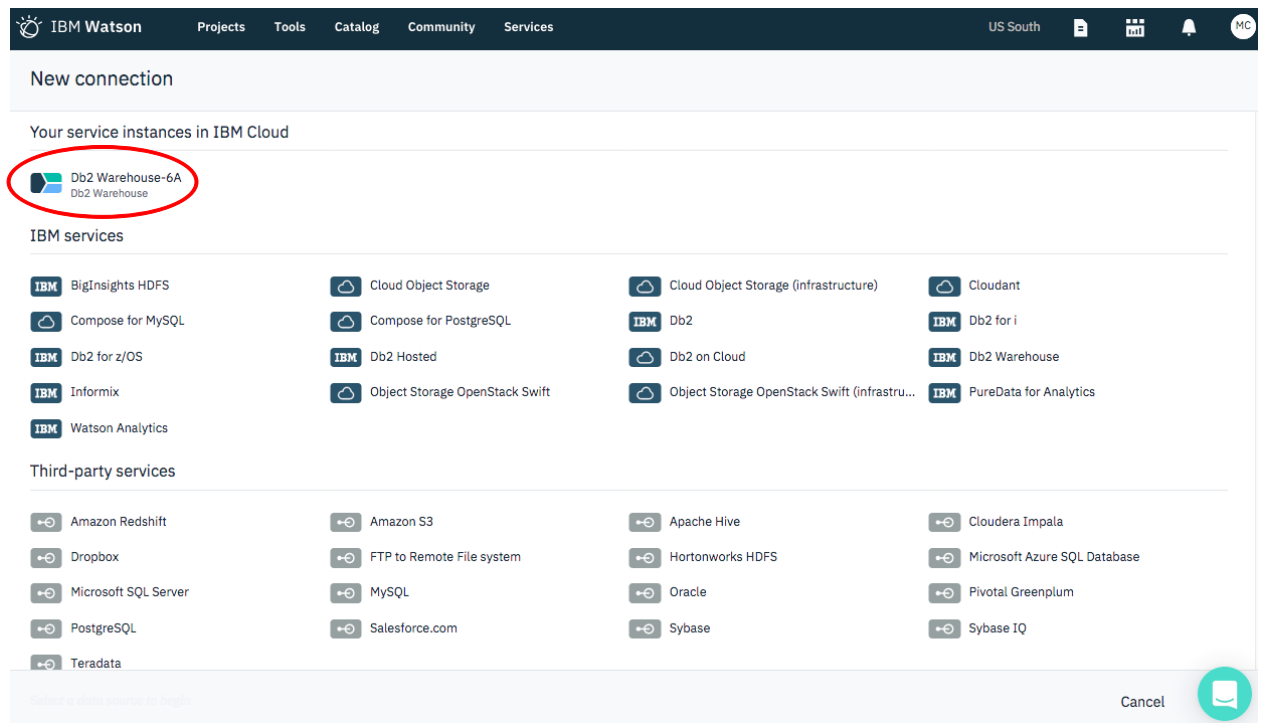 IBM Watson Projects Tools Catalog Community Services US South MC
New connection
Your service instances in IBM Cloud
Db2 Warehouse-6A
Db2 Warehouse
IBM services
IBM BigInsights HDFS Cloud Object Storage Cloud Object Storage (infrastructure) Cloudant
Compose for MySQL Compose for PostgreSQL IBM Db2 IBM Db2 for i
IBM Db2 for z/OS IBM Db2 Hosted Db2 on Cloud IBM Db2 Warehouse
IBM Informix Object Storage OpenStack Swift Object Storage OpenStack Swift (infrastru... IBM PureData for Analytics
IBM Watson Analytics
Third-party services
Amazon Redshift Amazon S3 Apache Hive Cloudera Impala
Dropbox FTP to Remote File system Hortonworks HDFS Microsoft Azure SQL Database
Microsoft SQL Server MySQL Oracle Pivotal Greenplum
PostgreSQL Salesforce.com Sybase Sybase IQ
Teradata
Cancel